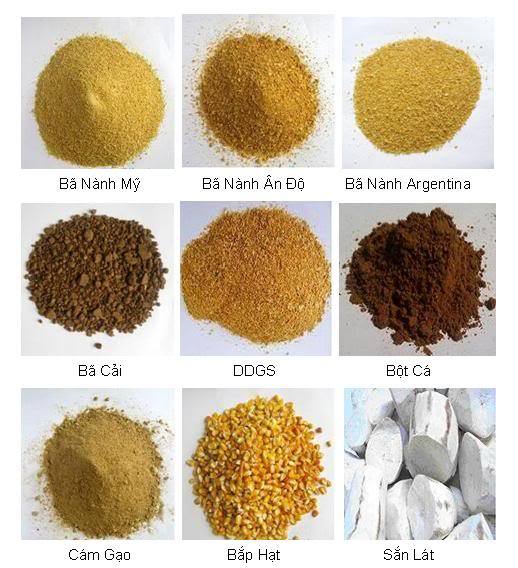 Bã Nành Mỹ
Bã Nành Ấn Độ
Bã Nành Argentina
Bã Cải
DDGS
Bột Cá
Cám Gạo
Bắp Hạt
Sắn Lát